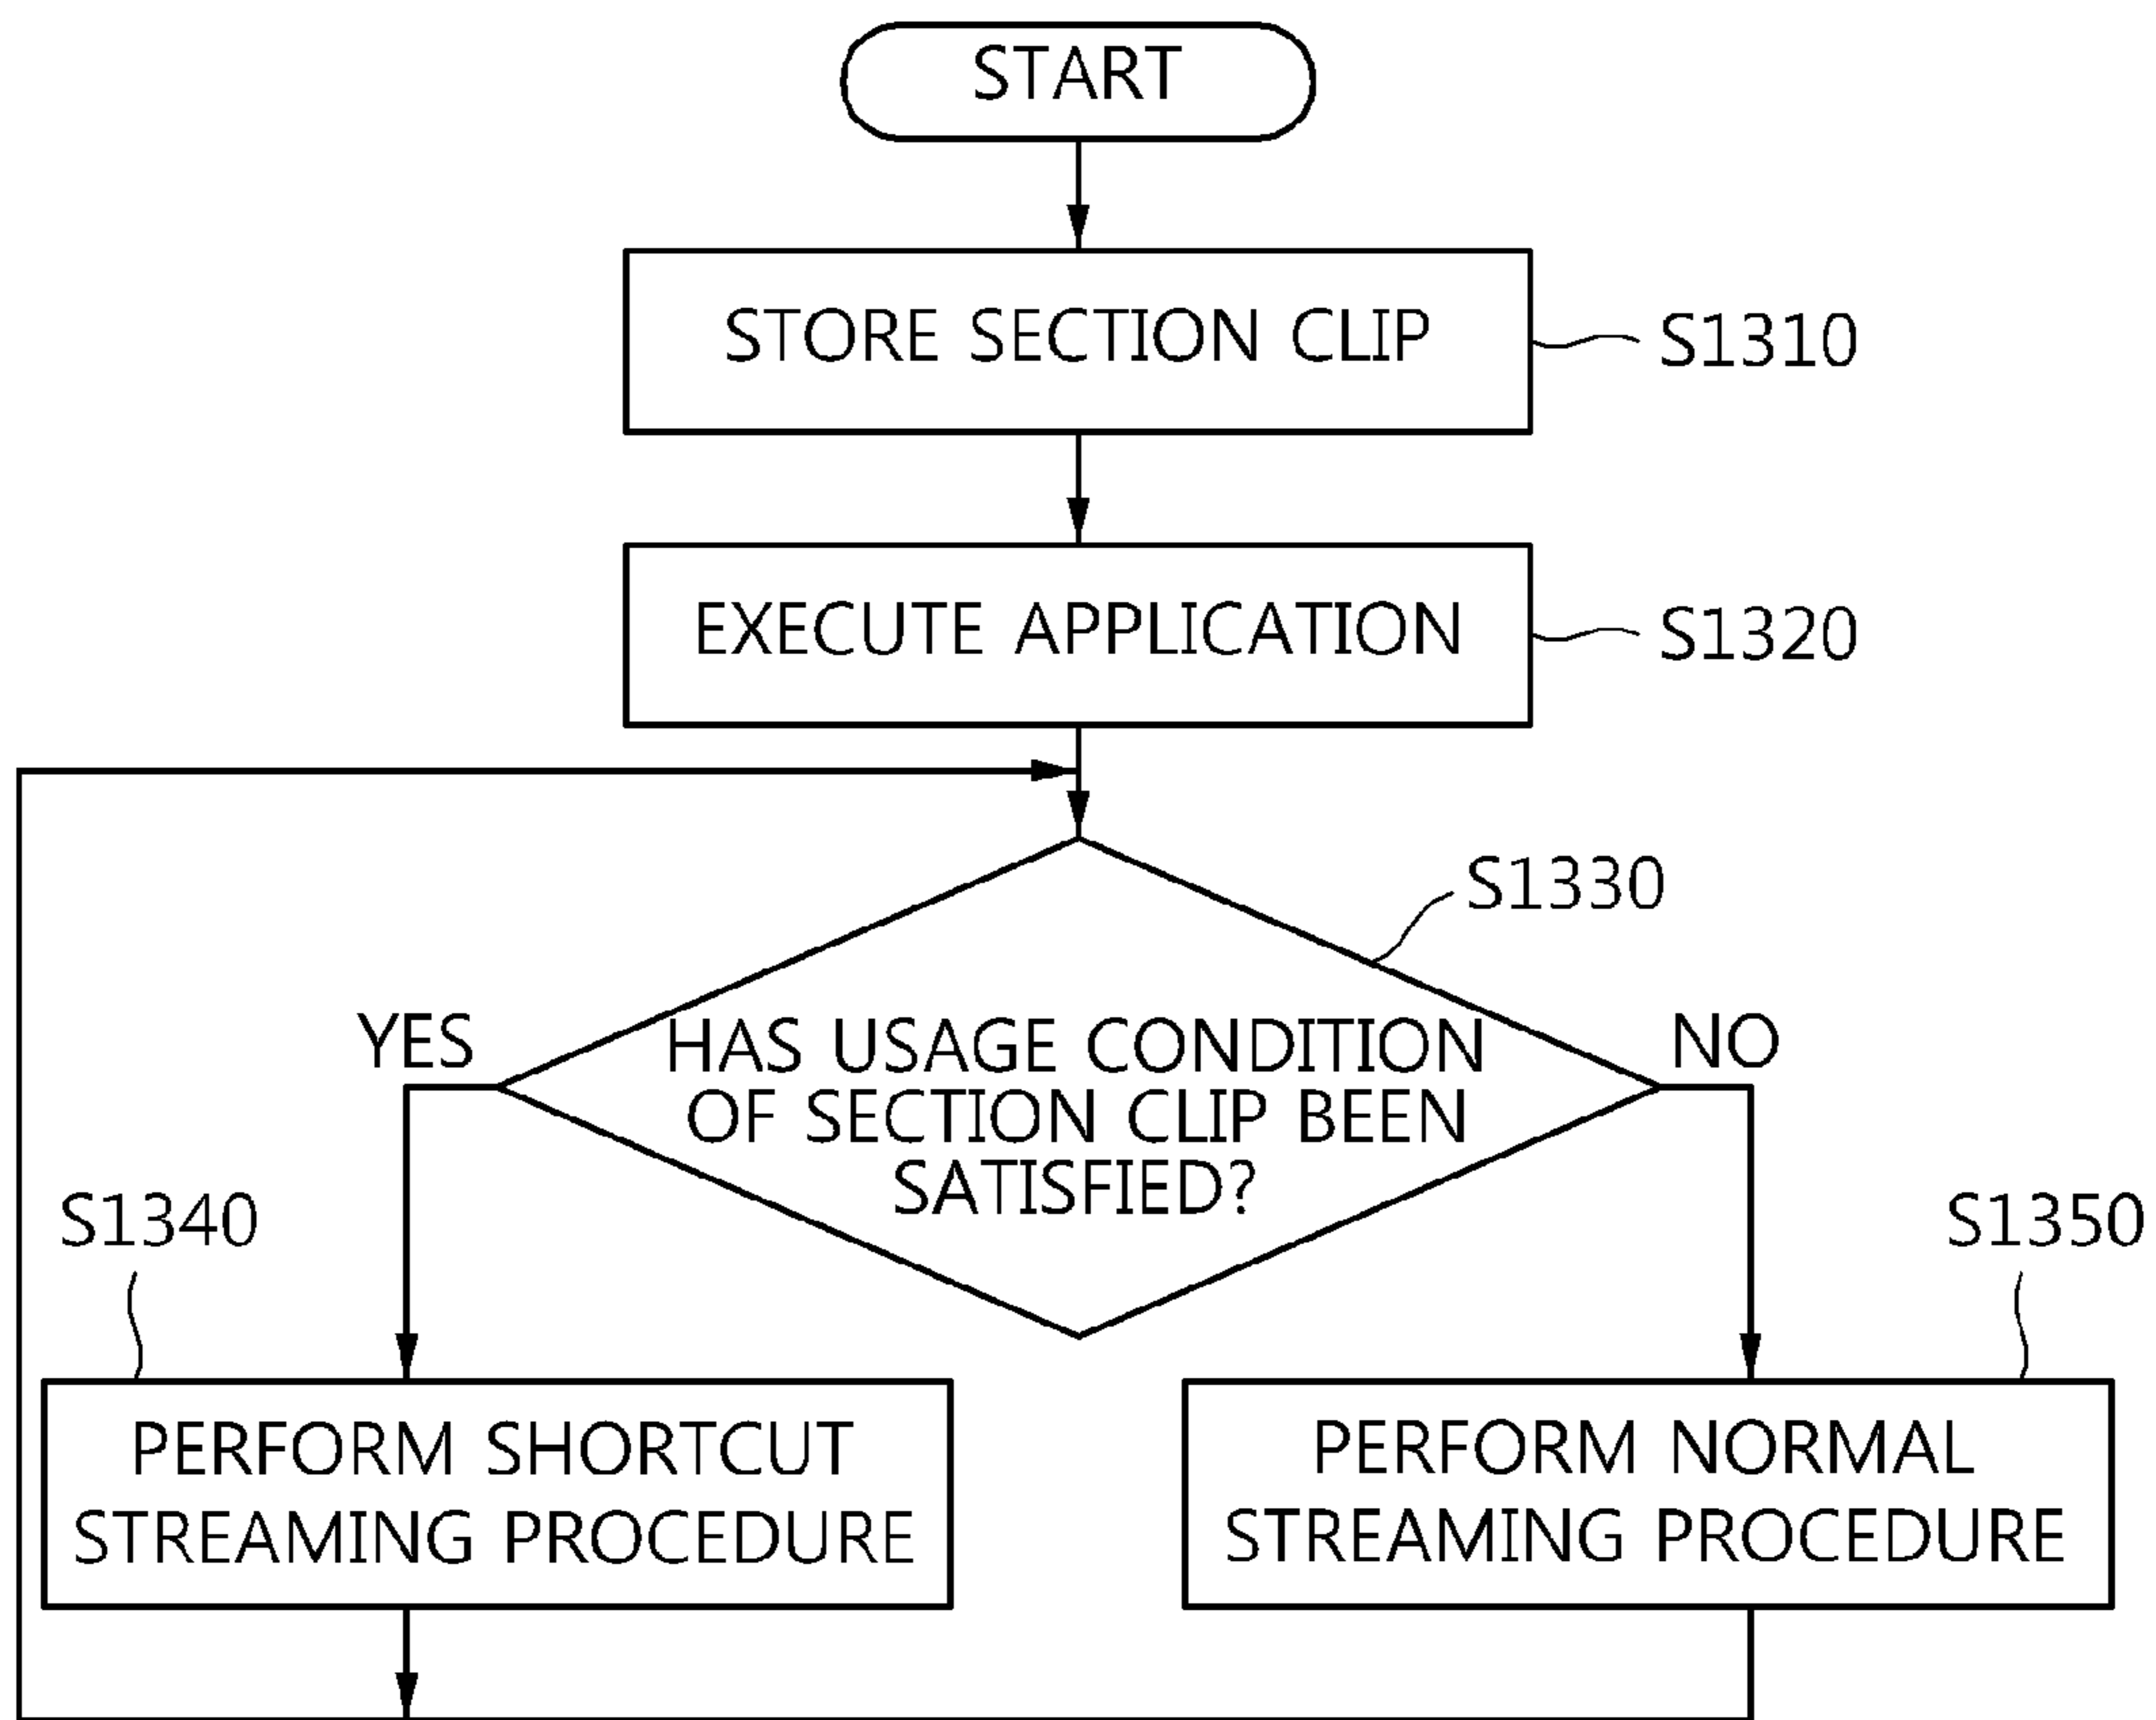 START
STORE SECTION CLIP
S1310
EXECUTE APPLICATION
S1320
S1330
YES
HAS USAGE CONDITION
OF SECTION CLIP BEEN
SATISFIED?
NO
S1340
S1350
PERFORM SHORTCUT
STREAMING PROCEDURE
PERFORM NORMAL
STREAMING PROCEDURE